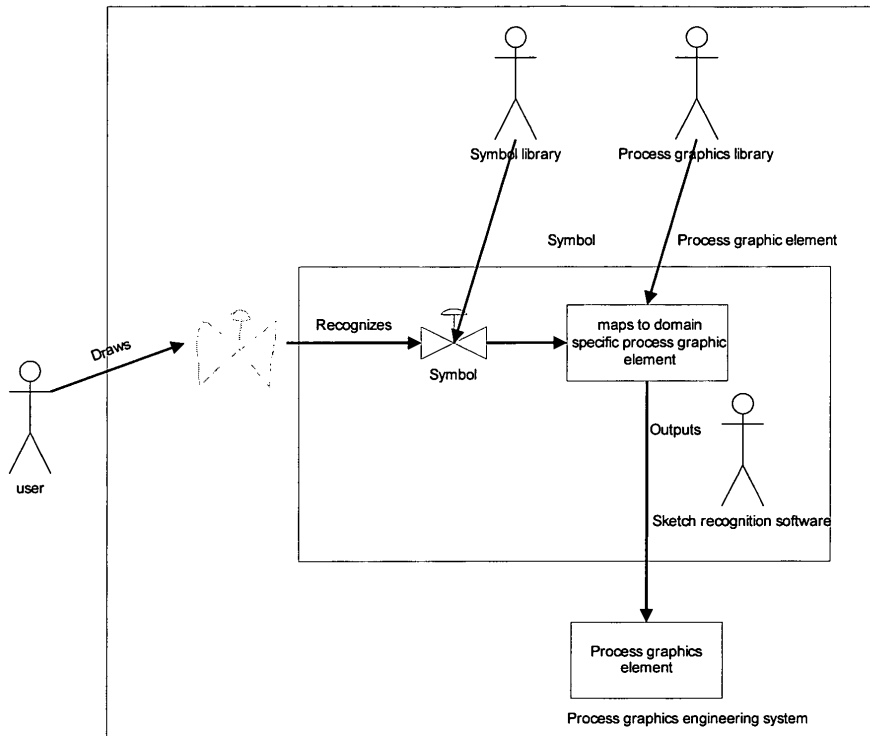 Symbol library
Process graphics library
Symbol
Process graphic element
Draws
Recognizes
maps to domain
specific process graphic
element
Symbol
user
Outputs
Sketch recognition software
Process graphics
element
Process graphics engineering system